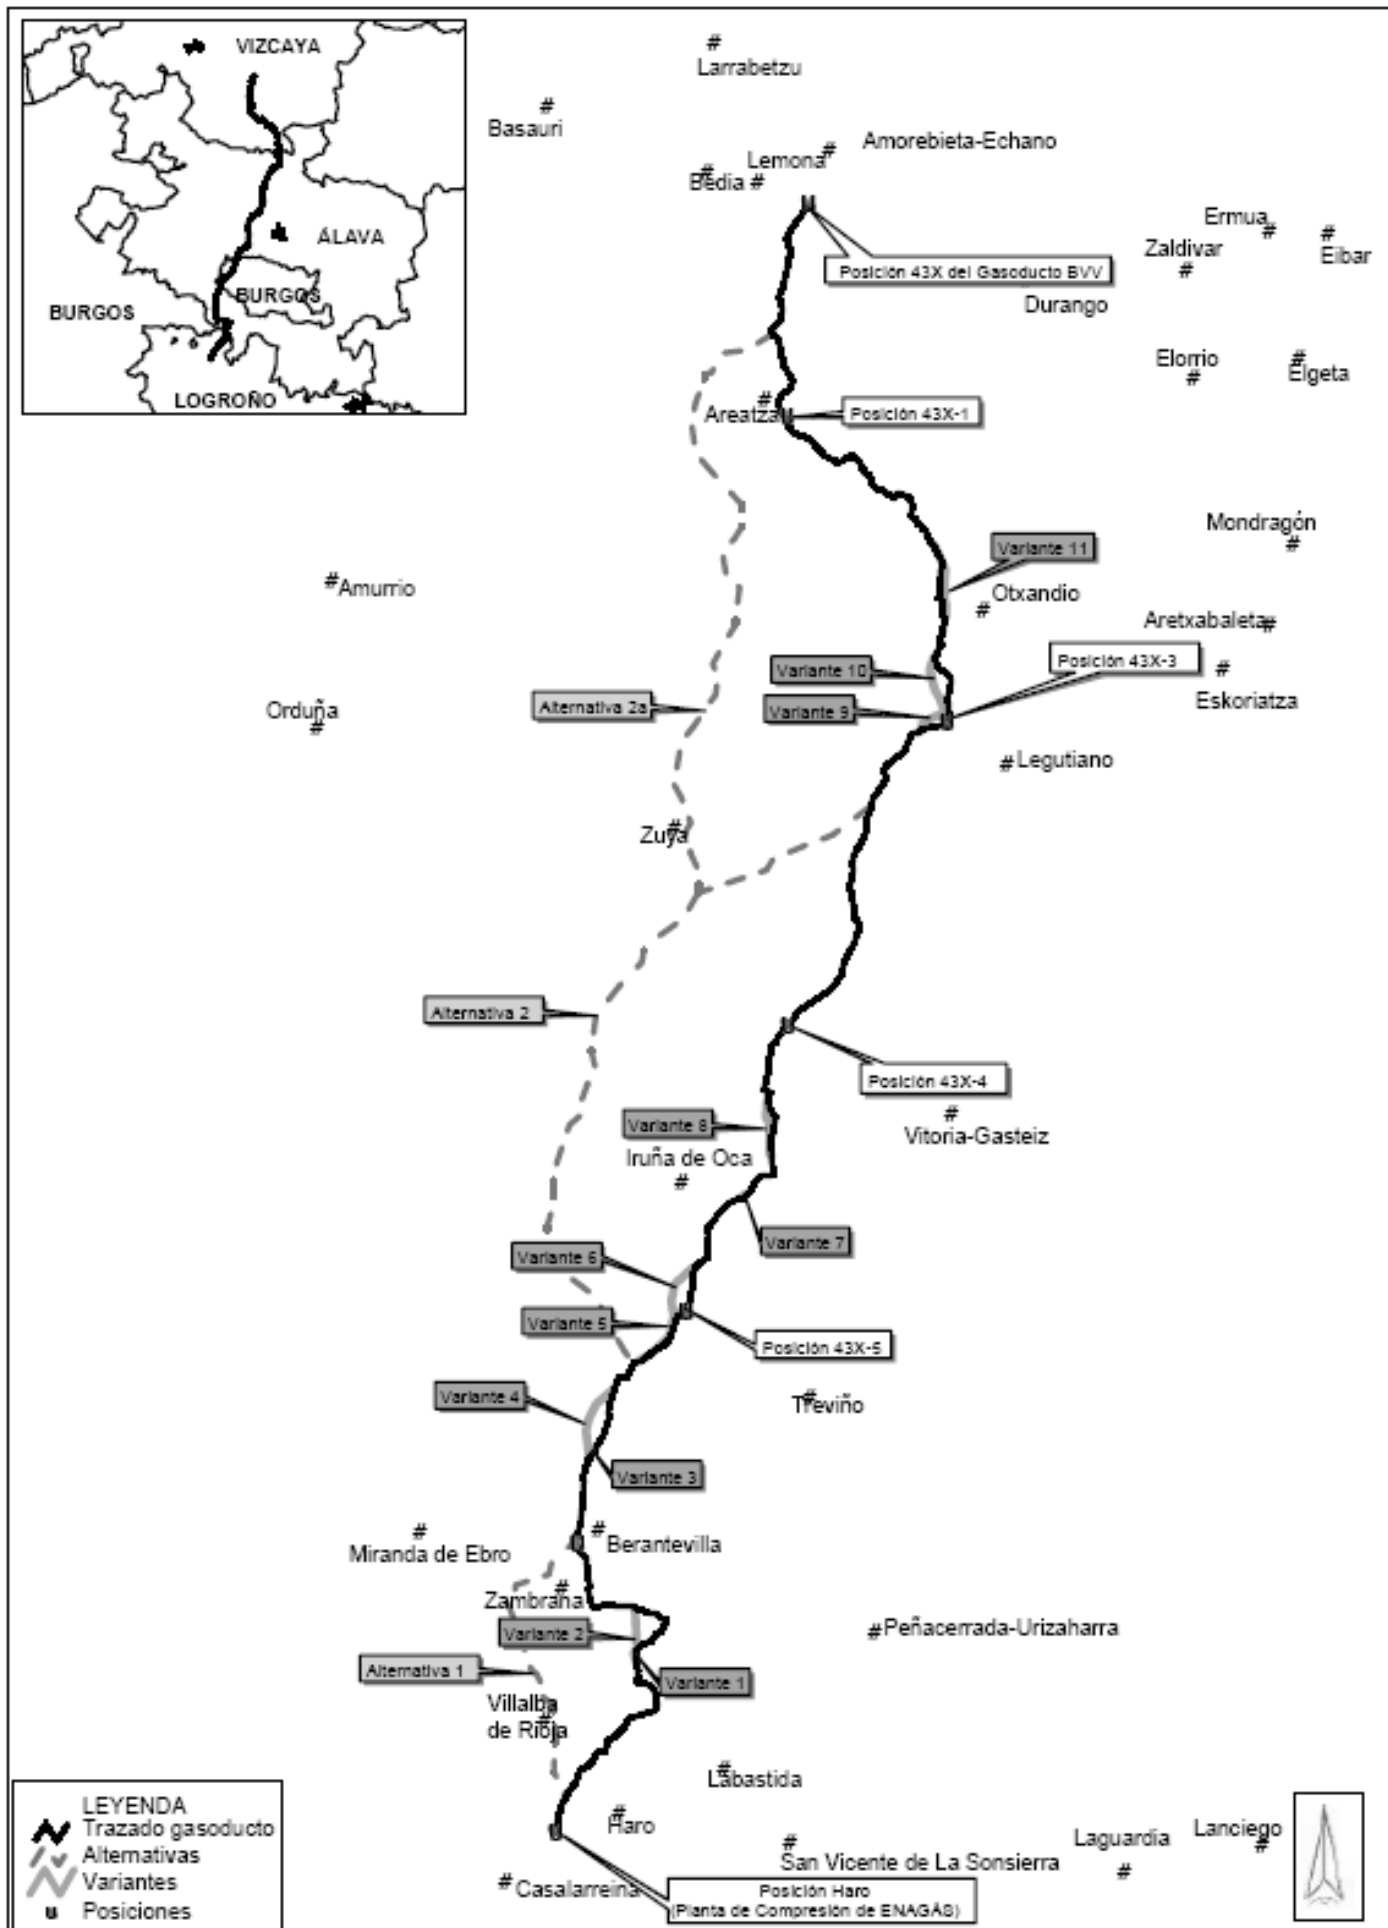 VIZCAYA
ÁLAVA
BURGOS
BURGOS
LOGROÑO
Larrabetzu
Basauri
Amorebieta-Echano
Lemona
Bedia
Ermua
Zaldivar
Eibar
Posición 43X del Gasoducto BVV
Durango
Elorrio
Elgeta
Areatza
Posición 43X-1
Mondragón
Variante 11
Amurrio
Otxandio
Aretxabaleta
Posición 43X-3
Variante 10
Eskoriatza
Orduña
Alternativa 2a
Variante 9
Legutiano
Zuya
Alternativa 2
Posición 43X-4
Variante 8
Vitoria-Gasteiz
Iruña de Oca
Variante 7
Variante 6
Variante 5
Posición 43X-5
Variante 4
Treviño
Variante 3
Miranda de Ebro
Berantevilla
Zambrana
Variante 2
Peñacerrada-Urizaharra
Alternativa 1
Variante 1
Villalba
de Rioja
Labastida
Haro
Laguardia
Lanciego
San Vicente de La Sonsierra
Casalarreina
Posición Haro
(Planta de Compresión de ENAGÁS)
LEYENDA
Trazado gasoducto
Alternativas
Variantes
Posiciones